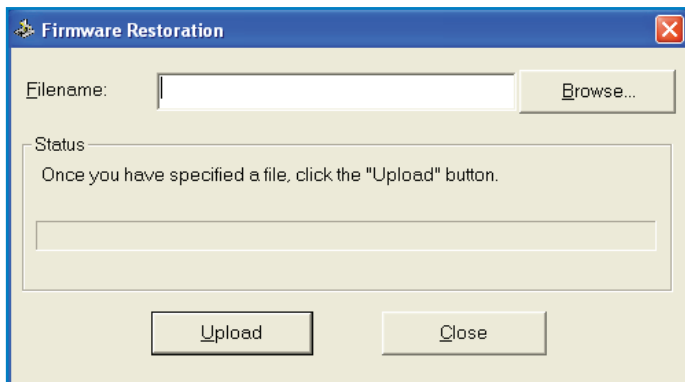 Firmware Restoration
Filename:
Browse...
Status
Once you have specified a file, click the "Upload" button.
Upload
Close